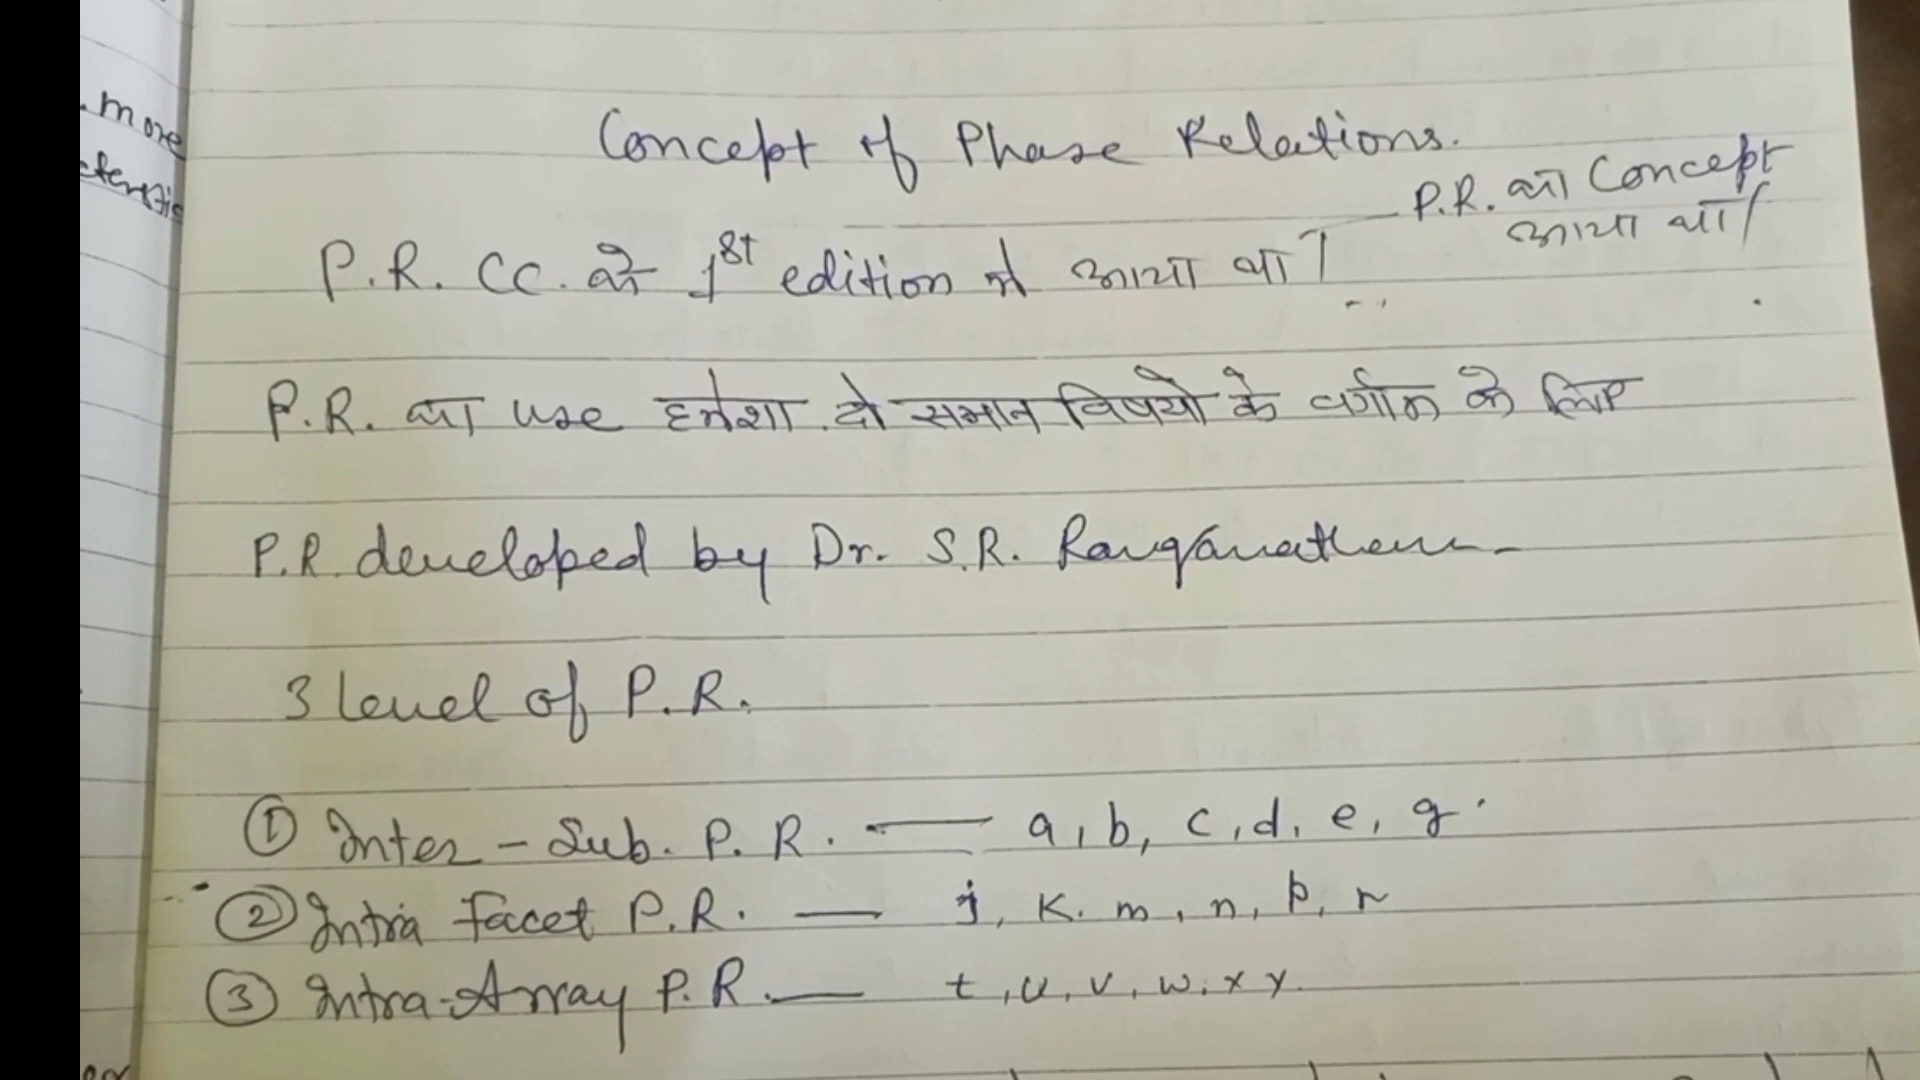 more
cteristic
Concept of Phase Relations.
P.R. का Concept
आया था।
P.R. CC. के 1st edition में आया था।
P.R. का use हमेशा दो समान विषयो के वर्गीन के लिए
P.R. developed by Dr. S.R. Ranganathan
3 level of P.R.
① Inter - Sub. P.R. — a, b, c, d, e, g.
② Intra facet P.R. — j, K. m, n, p, r
③ Intra-Array P.R. — t, u, v, w, x y.